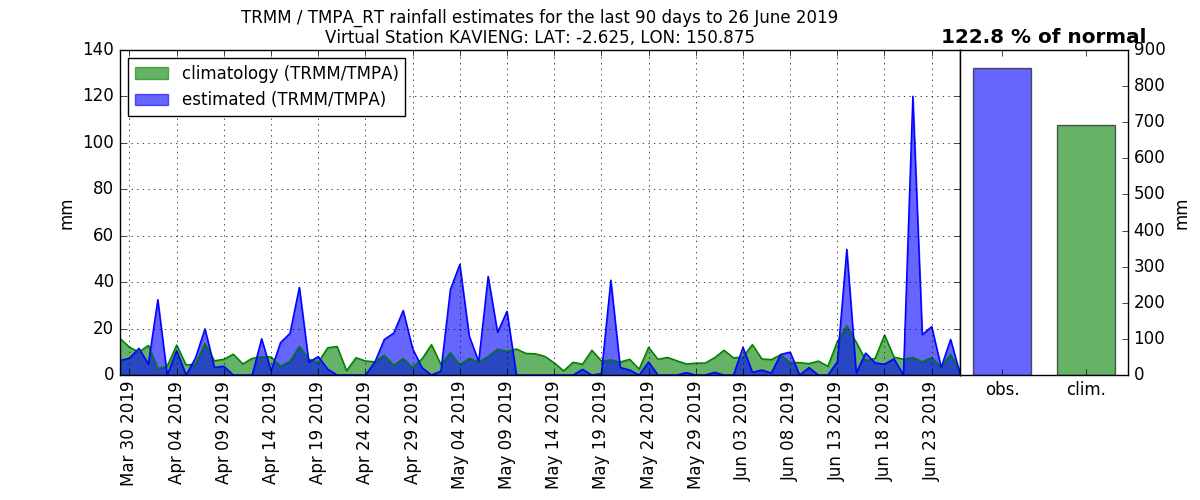 TRMM / TMPA_RT rainfall estimates for the last 90 days to 26 June 2019
Virtual Station KAVIENG: LAT: -2.625, LON: 150.875
122.8 % of normal
climatology (TRMM/TMPA)
estimated (TRMM/TMPA)
mm
140
120
100
80
60
40
20
0
Mar 30 2019
Apr 04 2019
Apr 09 2019
Apr 14 2019
Apr 19 2019
Apr 24 2019
Apr 29 2019
May 04 2019
May 09 2019
May 14 2019
May 19 2019
May 24 2019
May 29 2019
Jun 03 2019
Jun 08 2019
Jun 13 2019
Jun 18 2019
Jun 23 2019
obs.
clim.
900
800
700
600
500
400
300
200
100
0
mm